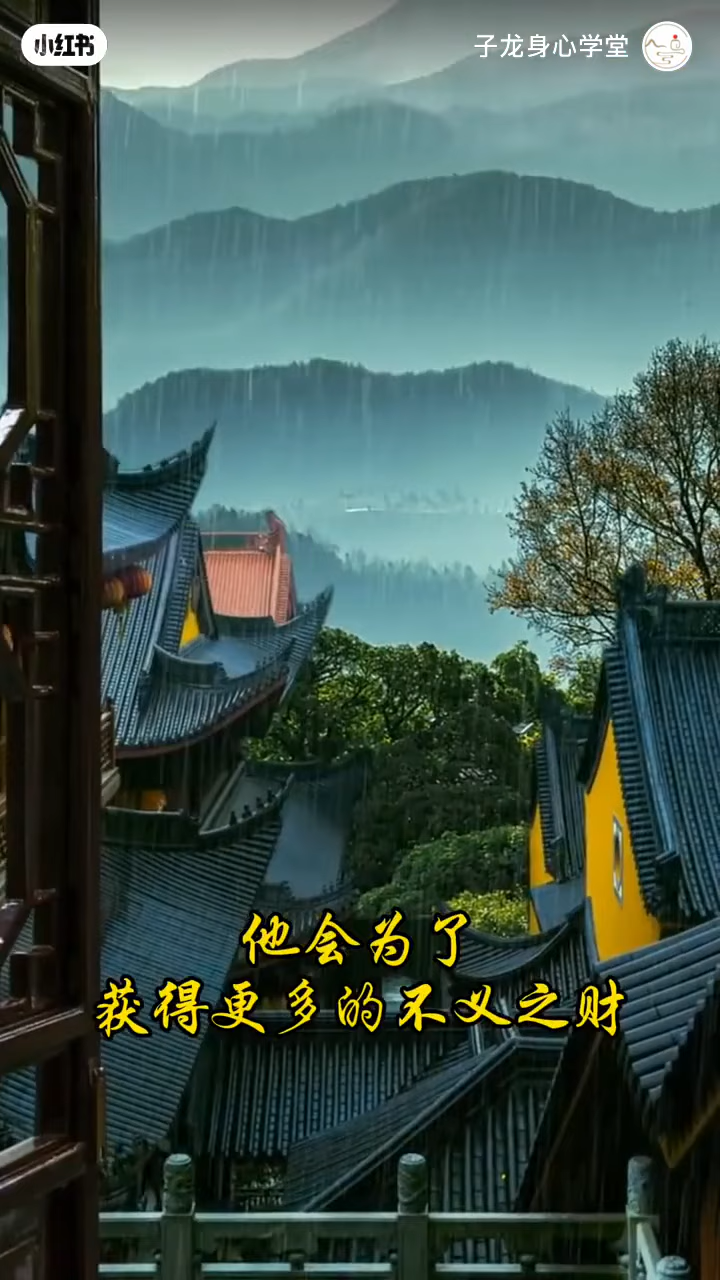 小红书
子龙身心学堂
他会为了
获得更多的不义之财